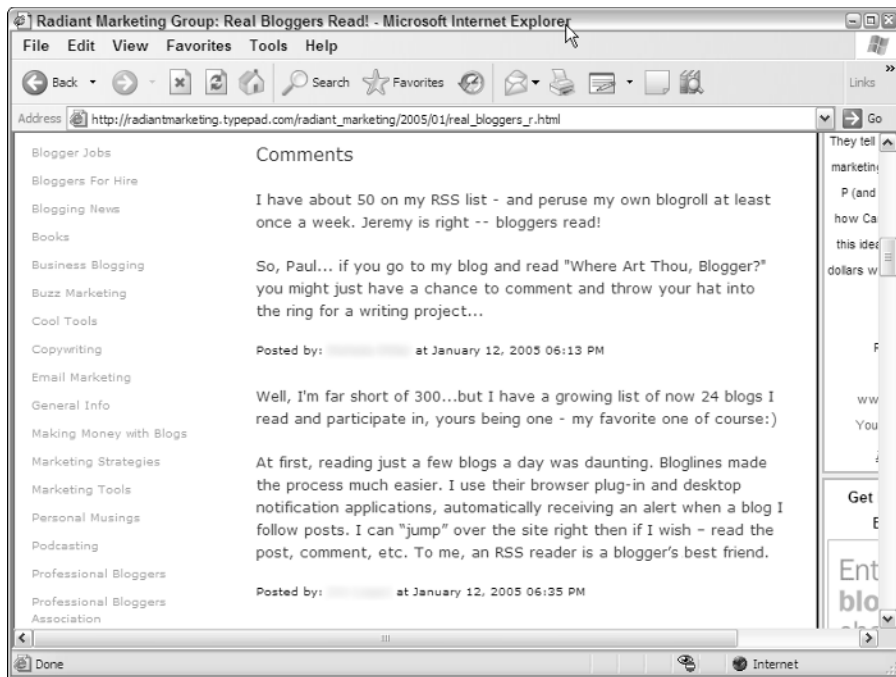 Radiant Marketing Group: Real Bloggers Read! - Microsoft Internet Explorer
File Edit View Favorites Tools Help
Back Search Favorites Links
Address http://radiantmarketing.typepad.com/radiant_marketing/2005/01/real_bloggers_r.html Go
Blogger Jobs
Bloggers For Hire
Blogging News
Books
Business Blogging
Buzz Marketing
Cool Tools
Copywriting
Email Marketing
General Info
Making Money with Blogs
Marketing Strategies
Marketing Tools
Personal Musings
Podcasting
Professional Bloggers
Professional Bloggers
Association
Comments
I have about 50 on my RSS list - and peruse my own blogroll at least
once a week. Jeremy is right -- bloggers read!
So, Paul... if you go to my blog and read "Where Art Thou, Blogger?"
you might just have a chance to comment and throw your hat into
the ring for a writing project...
Posted by: at January 12, 2005 06:13 PM
Well, I'm far short of 300...but I have a growing list of now 24 blogs I
read and participate in, yours being one - my favorite one of course:)
At first, reading just a few blogs a day was daunting. Bloglines made
the process much easier. I use their browser plug-in and desktop
notification applications, automatically receiving an alert when a blog I
follow posts. I can “jump” over the site right then if I wish – read the
post, comment, etc. To me, an RSS reader is a blogger’s best friend.
Posted by: at January 12, 2005 06:35 PM
They tell
marketing
P (and
how Ca
this idea
dollars w
ww
You
Get
Ent
blo
Done Internet